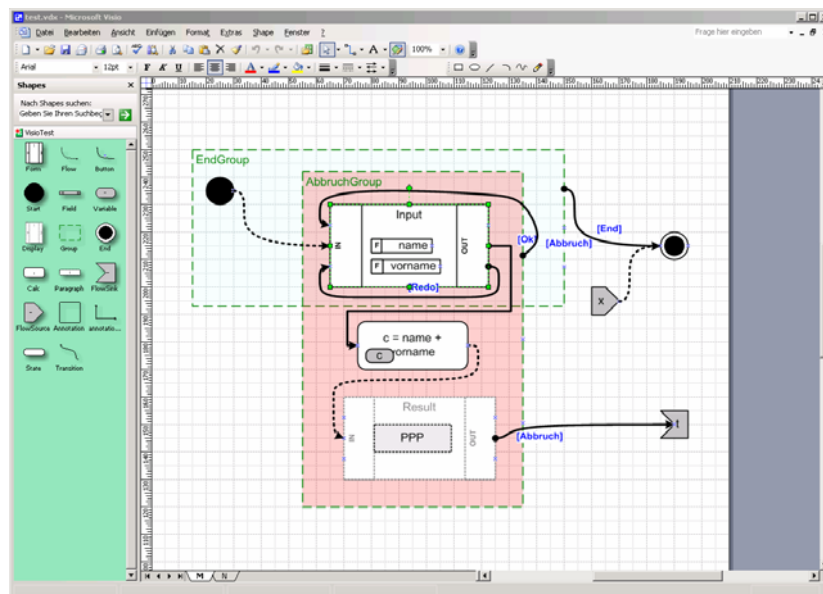 test.vdx - Microsoft Visio
Datei Bearbeiten Ansicht Einfügen Format Extras Shape Fenster ?
Frage hier eingeben
100%
Arial 12pt F K U
Shapes
Nach Shapes suchen:
Geben Sie Ihren Suchbeg
VisioTest
Form Flow Button
Start Field Variable
Display Group End
Calc Paragraph FlowSink
FlowSource Annotation annotatio...
State Transition
EndGroup
AbbruchGroup
Input
IN
OUT
F name
F vorname
[Redo]
[Ok]
[End]
[Abbruch]
x
c = name +
vorname
C
Result
IN
OUT
PPP
[Abbruch]
t
M N